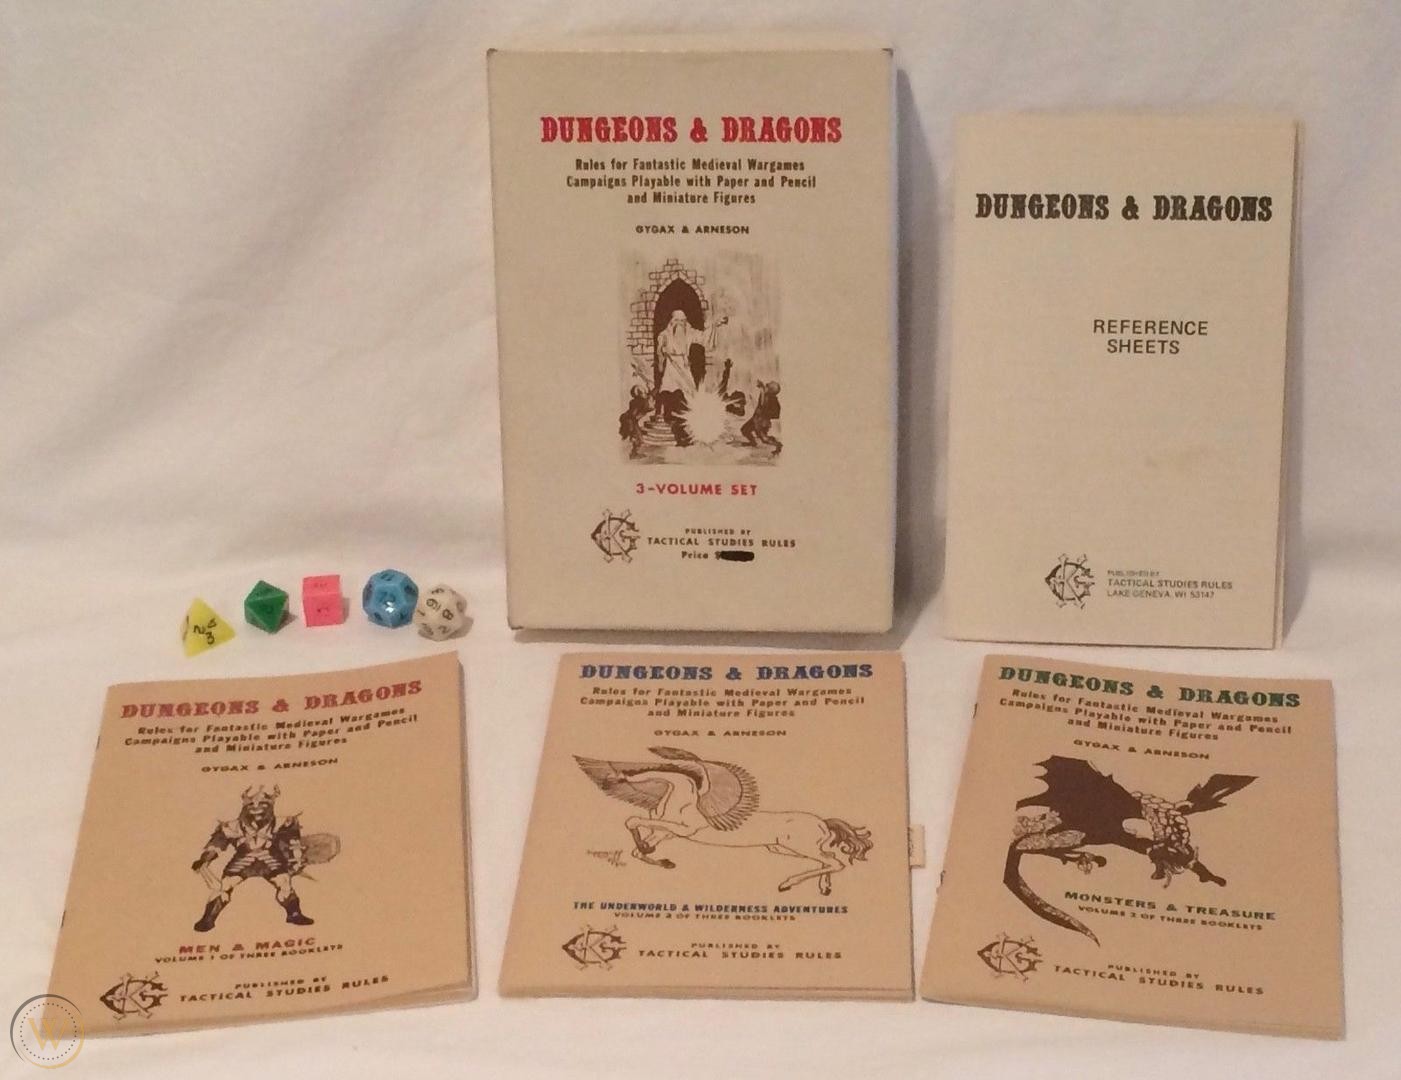 DUNGEONS & DRAGONS
Rules for Fantastic Medieval Wargames
Campaigns Playable with Paper and Pencil
and Miniature Figures
GYGAX & ARNESON
3-VOLUME SET
PUBLISHED BY
TACTICAL STUDIES RULES
Price $
DUNGEONS & DRAGONS
REFERENCE
SHEETS
PUBLISHED BY
TACTICAL STUDIES RULES
LAKE GENEVA, WI 53147
DUNGEONS & DRAGONS
Rules for Fantastic Medieval Wargames
Campaigns Playable with Paper and Pencil
and Miniature Figures
GYGAX & ARNESON
MEN & MAGIC
VOLUME 1 OF THREE BOOKLETS
PUBLISHED BY
TACTICAL STUDIES RULES
DUNGEONS & DRAGONS
Rules for Fantastic Medieval Wargames
Campaigns Playable with Paper and Pencil
and Miniature Figures
GYGAX & ARNESON
THE UNDERWORLD & WILDERNESS ADVENTURES
VOLUME 3 OF THREE BOOKLETS
PUBLISHED BY
TACTICAL STUDIES RULES
DUNGEONS & DRAGONS
Rules for Fantastic Medieval Wargames
Campaigns Playable with Paper and Pencil
and Miniature Figures
GYGAX & ARNESON
MONSTERS & TREASURE
VOLUME 2 OF THREE BOOKLETS
PUBLISHED BY
TACTICAL STUDIES RULES
W